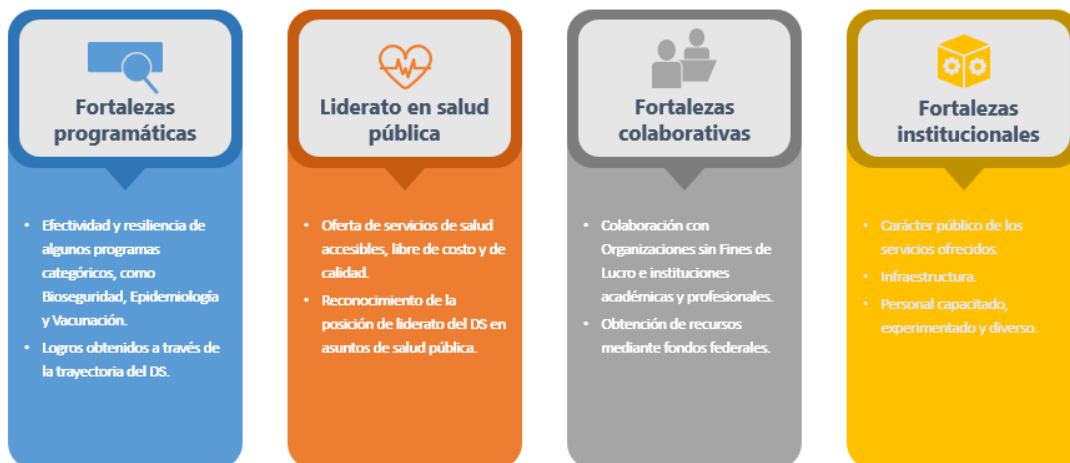 Fortalezas
programáticas
• Efectividad y resiliencia de
algunos programas
categóricos, como
Bioseguridad, Epidemiología
y Vacunación.
• Logros obtenidos a través de
la trayectoria del DS.
Liderato en salud
pública
• Oferta de servicios de salud
accesibles, libre de costo y de
calidad.
• Reconocimiento de la
posición de liderato del DS en
asuntos de salud pública.
Fortalezas
colaborativas
• Colaboración con
Organizaciones sin Fines de
Lucro e instituciones
académicas y profesionales.
• Obtención de recursos
mediante fondos federales.
Fortalezas
institucionales
• Carácter público de los
servicios ofrecidos.
• Infraestructura.
• Personal capacitado,
experimentado y diverso.